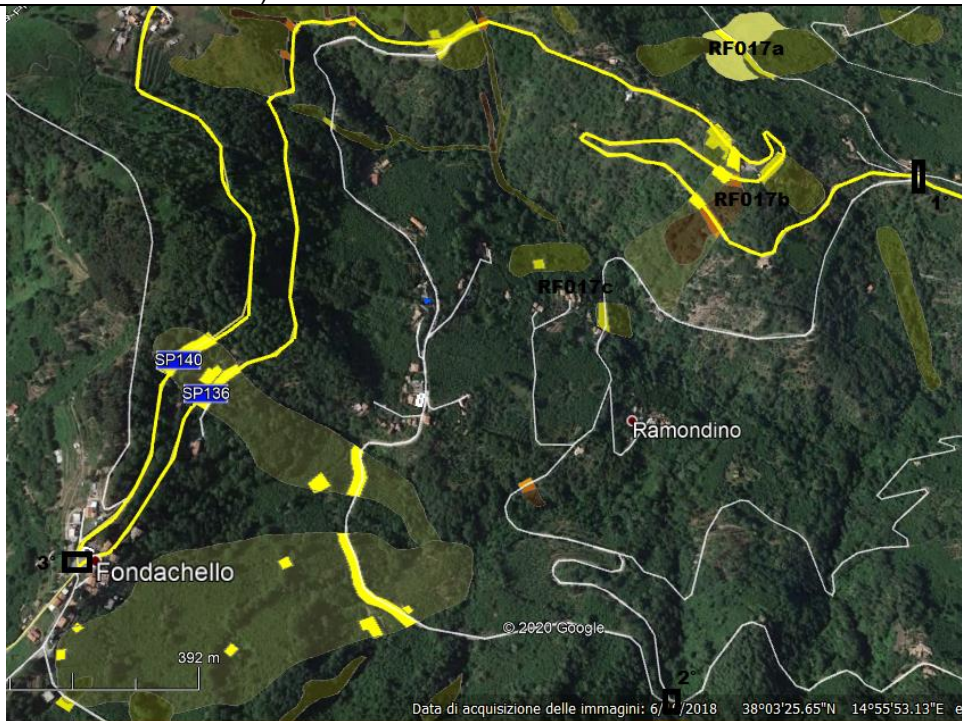 RF017a
1°
RF017b
RF017c
SP140
SP136
Ramondino
3°
Fondachello
© 2020 Google
392 m
2°
Data di acquisizione delle immagini: 6/ /2018 38°03'25.65"N 14°55'53.13"E e